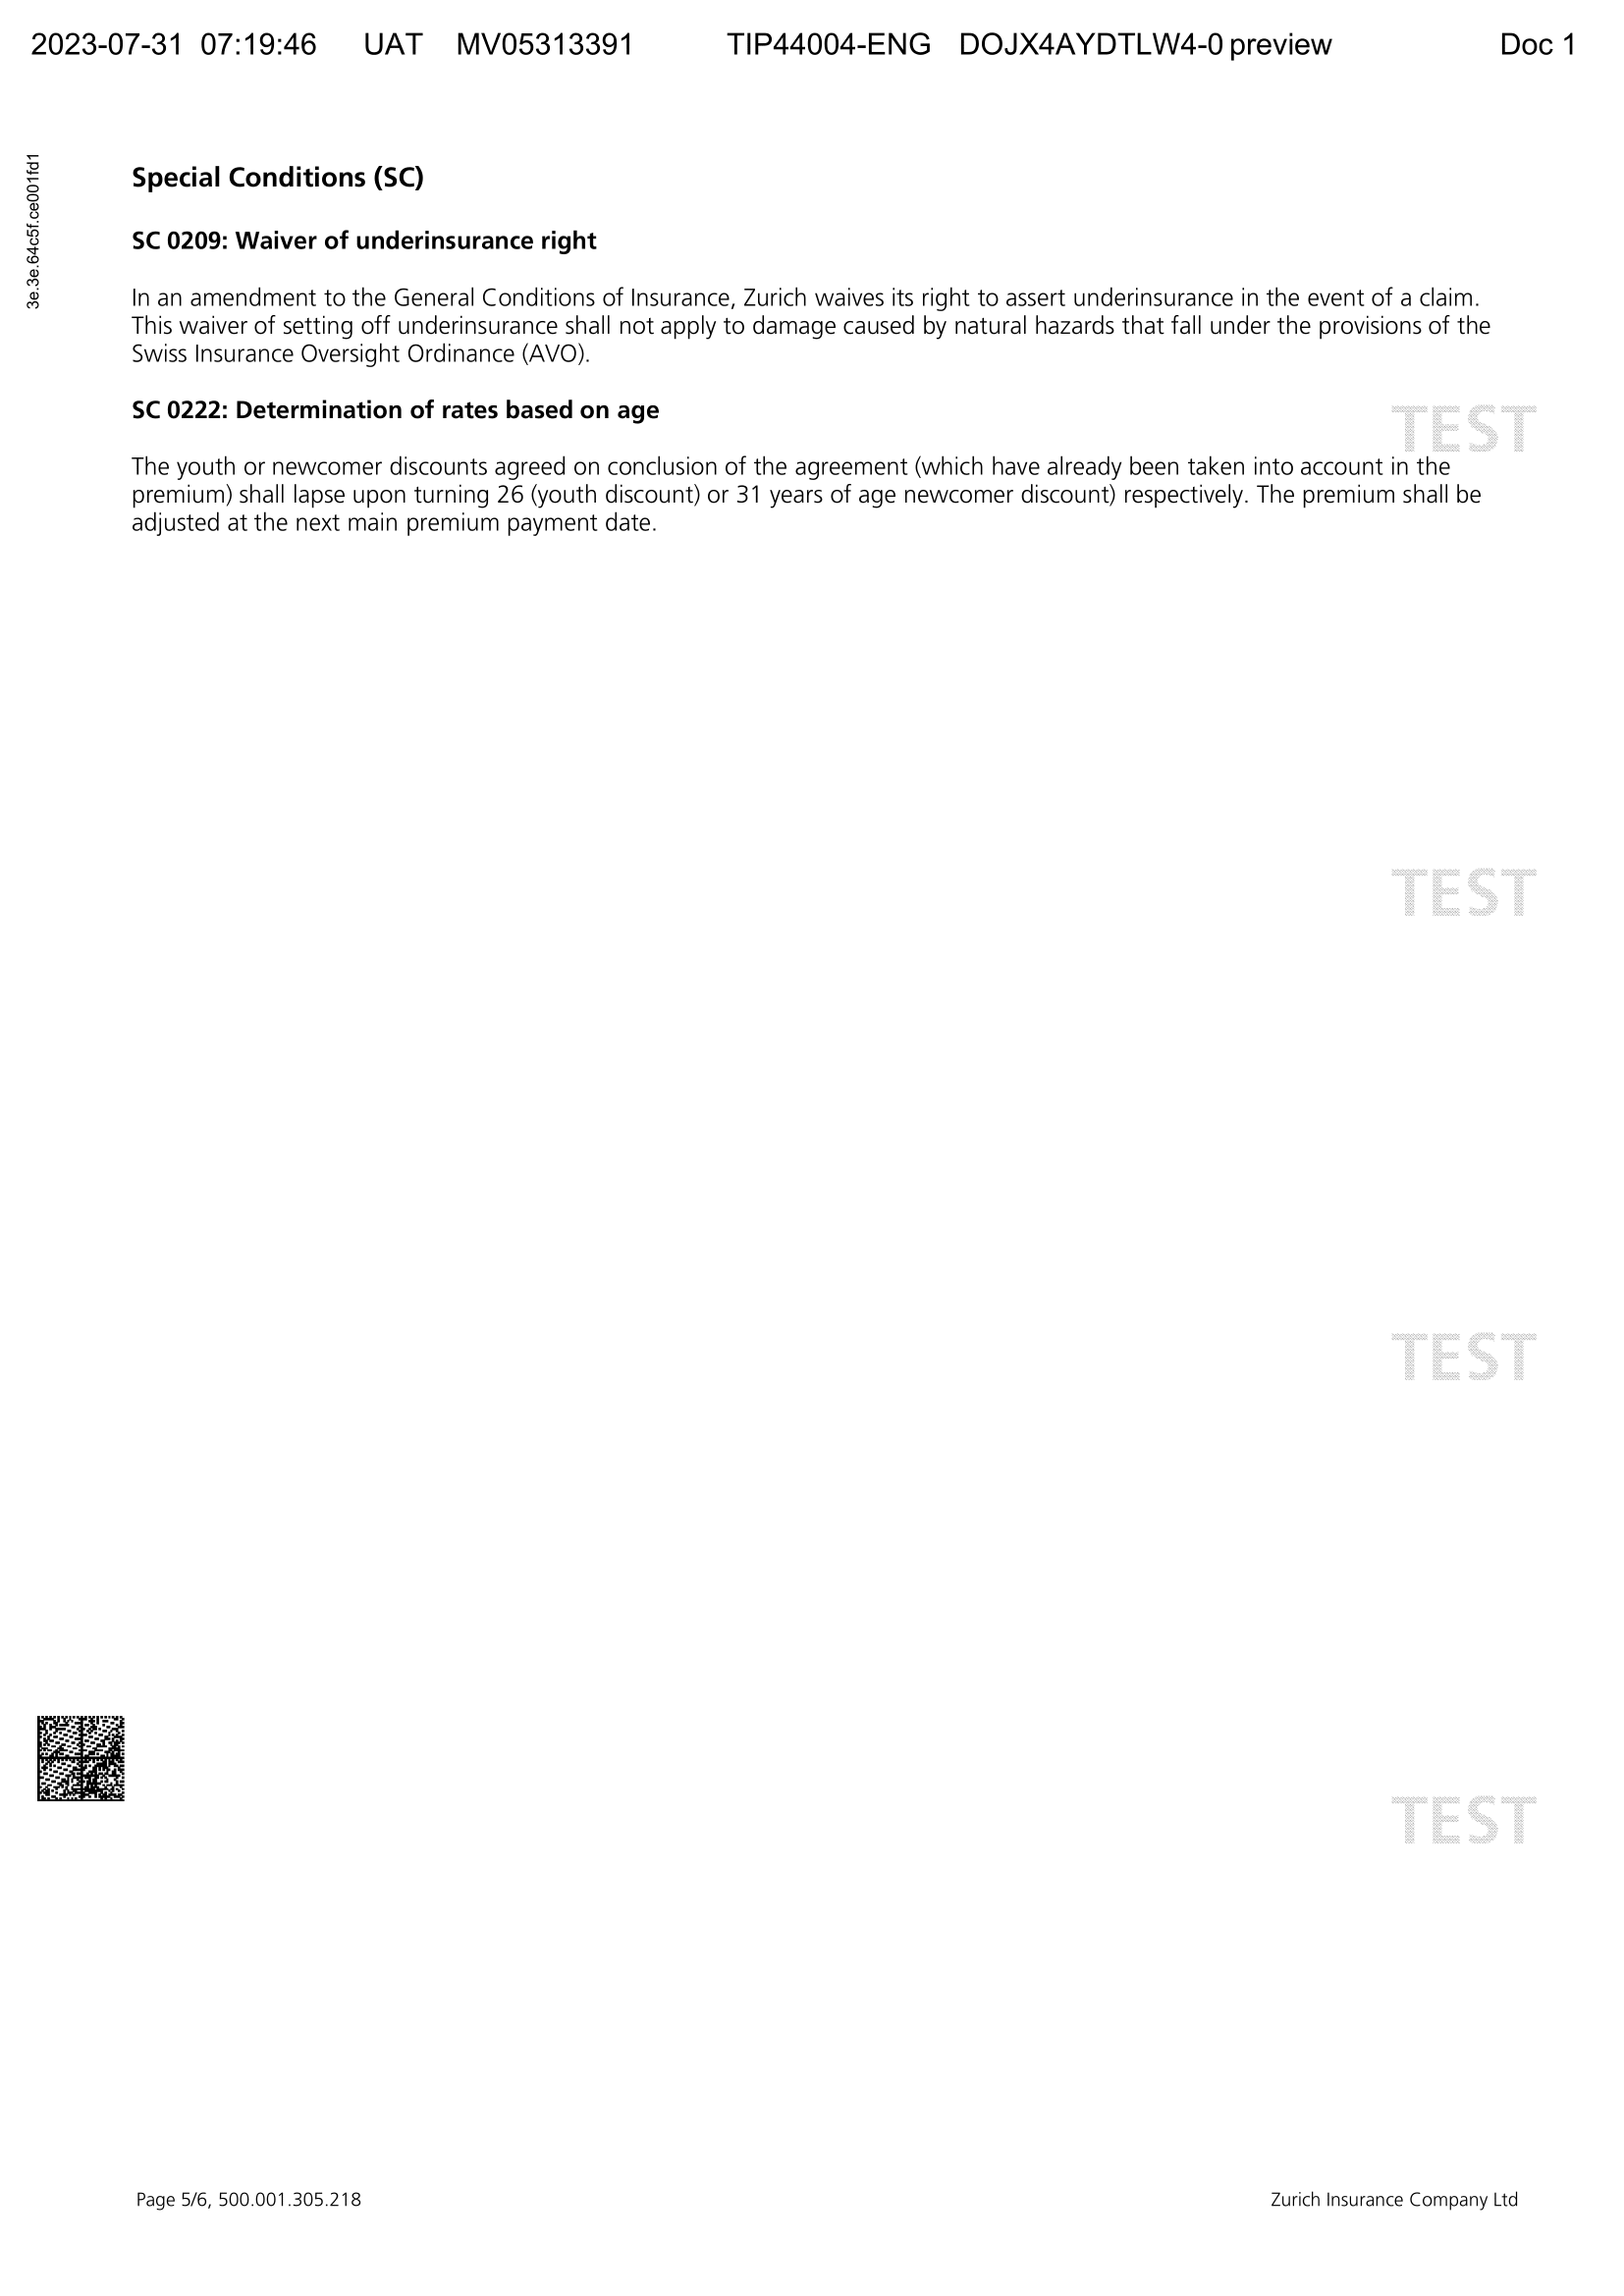 2023-07-31 07:19:46 UAT MV05313391 TIP44004-ENG DOJX4AYDTLW4-0 preview Doc 1
3e.3e.64c5f.ce001fd1
Special Conditions (SC)
SC 0209: Waiver of underinsurance right
In an amendment to the General Conditions of Insurance, Zurich waives its right to assert underinsurance in the event of a claim.
This waiver of setting off underinsurance shall not apply to damage caused by natural hazards that fall under the provisions of the
Swiss Insurance Oversight Ordinance (AVO).
SC 0222: Determination of rates based on age
TEST
The youth or newcomer discounts agreed on conclusion of the agreement (which have already been taken into account in the
premium) shall lapse upon turning 26 (youth discount) or 31 years of age newcomer discount) respectively. The premium shall be
adjusted at the next main premium payment date.
TEST
TEST
TEST
Page 5/6, 500.001.305.218 Zurich Insurance Company Ltd